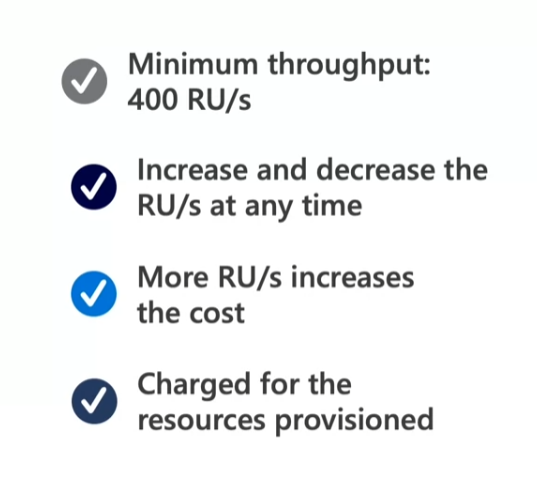 Minimum throughput:
400 RU/s
Increase and decrease the
RU/s at any time
More RU/s increases
the cost
Charged for the
resources provisioned